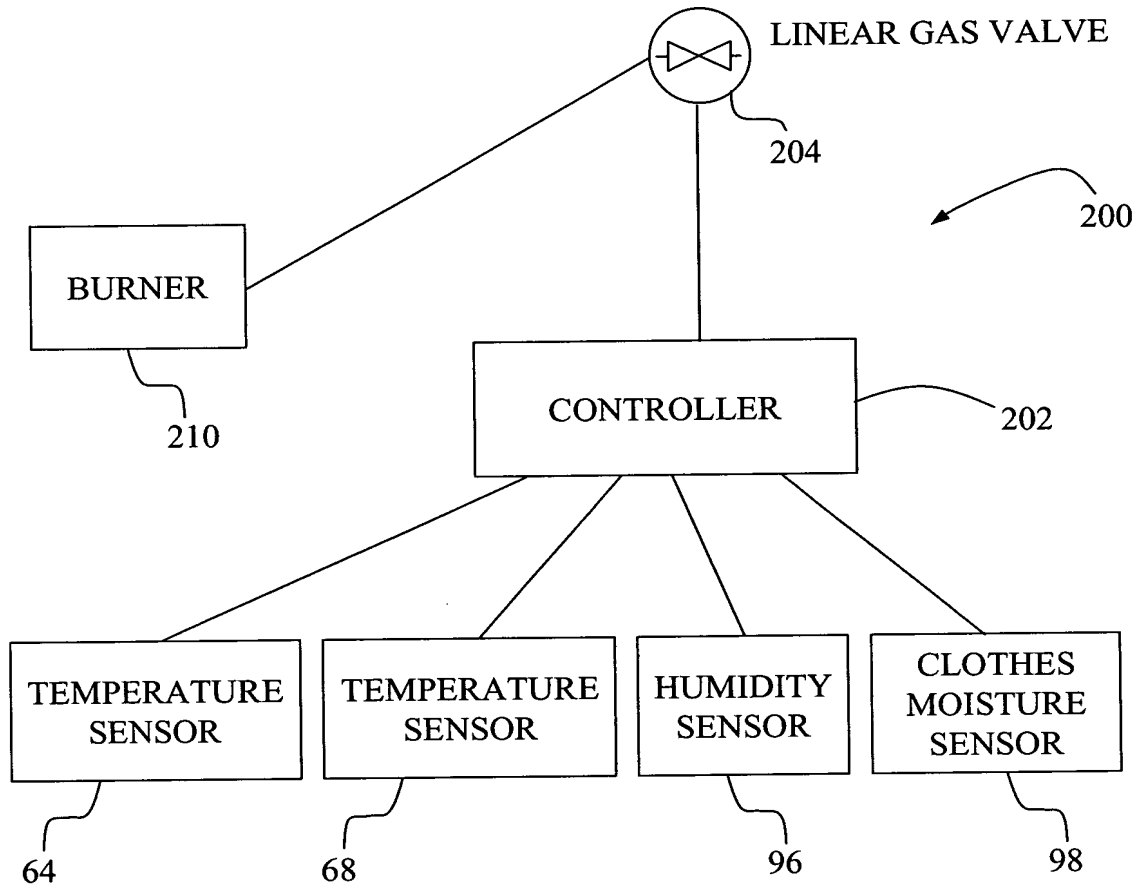 LINEAR GAS VALVE
204
200
BURNER
210
CONTROLLER
202
TEMPERATURE
SENSOR
64
TEMPERATURE
SENSOR
68
HUMIDITY
SENSOR
96
CLOTHES
MOISTURE
SENSOR
98